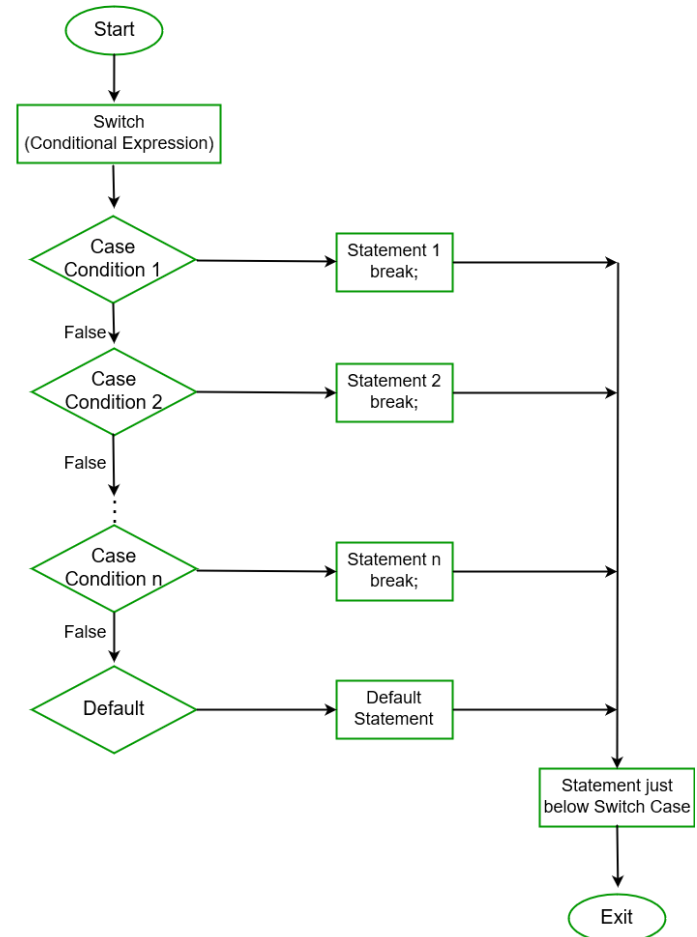 Start
Switch
(Conditional Expression)
Case
Condition 1
Statement 1
break;
False
Case
Condition 2
Statement 2
break;
False
Case
Condition n
Statement n
break;
False
Default
Default
Statement
Statement just
below Switch Case
Exit